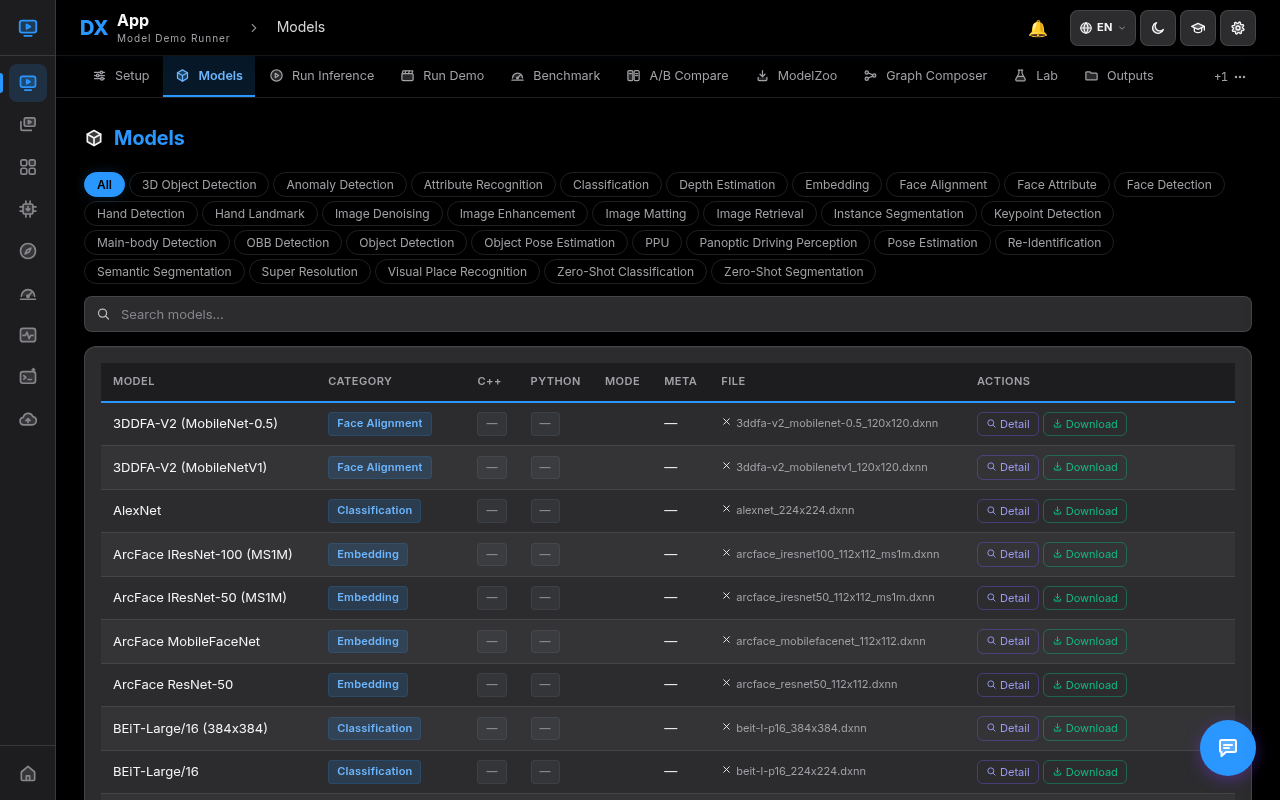 DX App
Model Demo Runner
Models
EN
Setup
Models
Run Inference
Run Demo
Benchmark
A/B Compare
ModelZoo
Graph Composer
Lab
Outputs
+1
Models
All
3D Object Detection
Anomaly Detection
Attribute Recognition
Classification
Depth Estimation
Embedding
Face Alignment
Face Attribute
Face Detection
Hand Detection
Hand Landmark
Image Denoising
Image Enhancement
Image Matting
Image Retrieval
Instance Segmentation
Keypoint Detection
Main-body Detection
OBB Detection
Object Detection
Object Pose Estimation
PPU
Panoptic Driving Perception
Pose Estimation
Re-Identification
Semantic Segmentation
Super Resolution
Visual Place Recognition
Zero-Shot Classification
Zero-Shot Segmentation
Search models...
MODEL CATEGORY C++ PYTHON MODE META FILE ACTIONS
3DDFA-V2 (MobileNet-0.5) Face Alignment — — — 3ddfa-v2_mobilenet-0.5_120x120.dxnn Detail Download
3DDFA-V2 (MobileNetV1) Face Alignment — — — 3ddfa-v2_mobilenetv1_120x120.dxnn Detail Download
AlexNet Classification — — — alexnet_224x224.dxnn Detail Download
ArcFace IResNet-100 (MS1M) Embedding — — — arcface_iresnet100_112x112_ms1m.dxnn Detail Download
ArcFace IResNet-50 (MS1M) Embedding — — — arcface_iresnet50_112x112_ms1m.dxnn Detail Download
ArcFace MobileFaceNet Embedding — — — arcface_mobilefacenet_112x112.dxnn Detail Download
ArcFace ResNet-50 Embedding — — — arcface_resnet50_112x112.dxnn Detail Download
BEiT-Large/16 (384x384) Classification — — — beit-l-p16_384x384.dxnn Detail Download
BEiT-Large/16 Classification — — — beit-l-p16_224x224.dxnn Detail Download